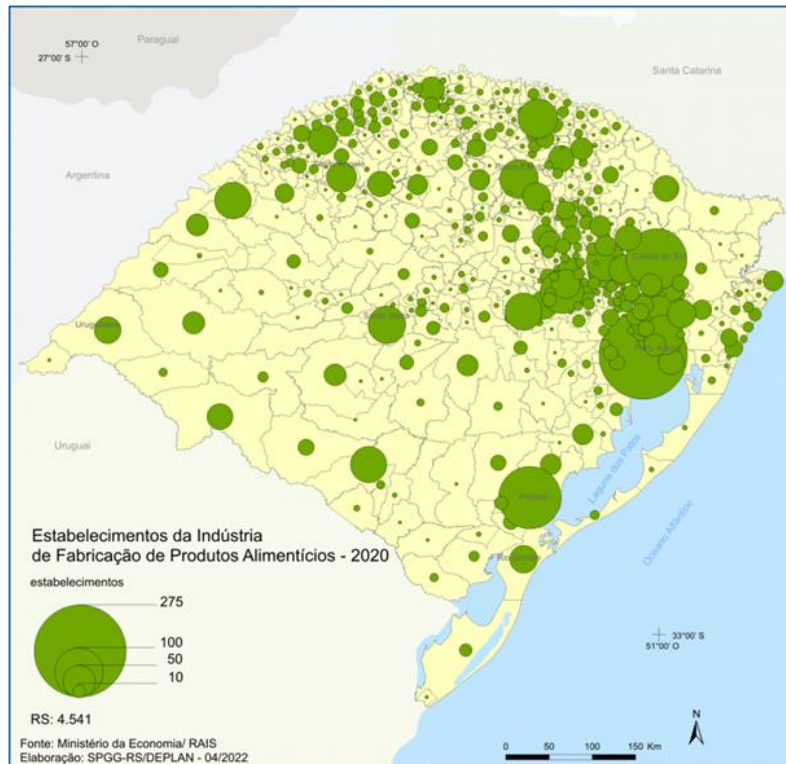 57°00' O
27°00' S
Paraguai
Santa Catarina
Argentina
Caxias do Sul
Uruguaiana
Santa Maria
Porto Alegre
Uruguai
Pelotas
Laguna dos Patos
Oceano Atlântico
Rio Grande
Estabelecimentos da Indústria
de Fabricação de Produtos Alimentícios - 2020
estabelecimentos
275
100
50
10
RS: 4.541
33°00' S
51°00' O
N
Fonte: Ministério da Economia/ RAIS
Elaboração: SPGG-RS/DEPLAN - 04/2022
0 50 100 150 Km